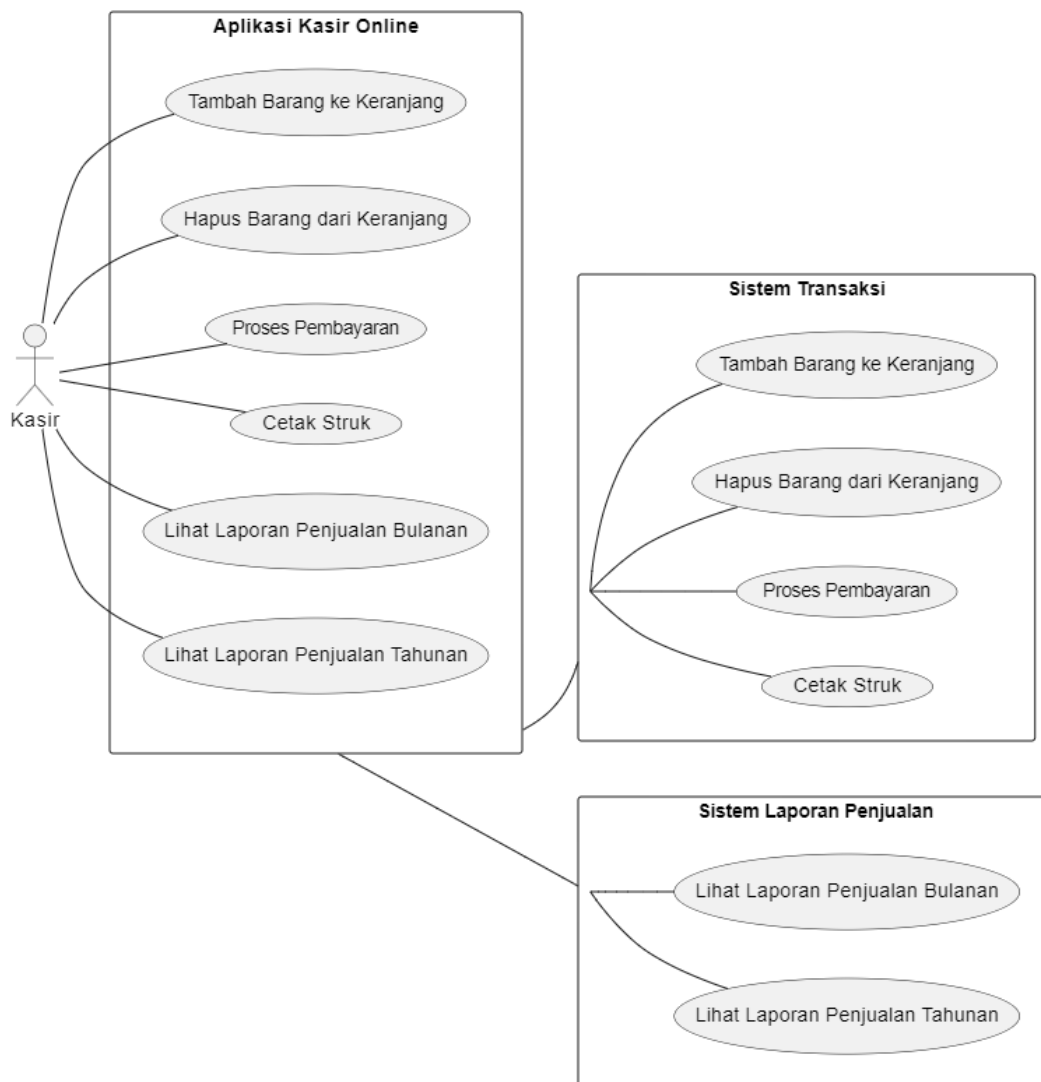 Aplikasi Kasir Online
Tambah Barang ke Keranjang
Hapus Barang dari Keranjang
Proses Pembayaran
Cetak Struk
Lihat Laporan Penjualan Bulanan
Lihat Laporan Penjualan Tahunan
Kasir
Sistem Transaksi
Tambah Barang ke Keranjang
Hapus Barang dari Keranjang
Proses Pembayaran
Cetak Struk
Sistem Laporan Penjualan
Lihat Laporan Penjualan Bulanan
Lihat Laporan Penjualan Tahunan